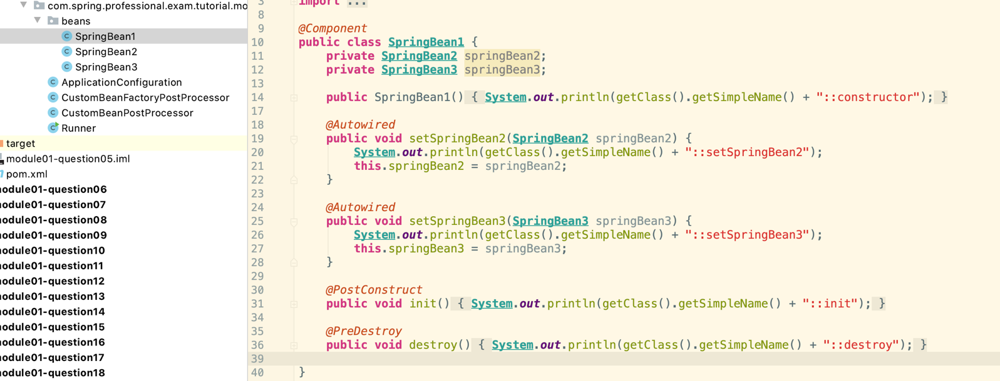 com.spring.professional.exam.tutorial.mo
beans
SpringBean1
SpringBean2
SpringBean3
ApplicationConfiguration
CustomBeanFactoryPostProcessor
CustomBeanPostProcessor
Runner
target
module01-question05.iml
pom.xml
odule01-question06
odule01-question07
odule01-question08
odule01-question09
odule01-question10
odule01-question11
odule01-question12
odule01-question13
odule01-question14
odule01-question15
odule01-question16
odule01-question17
odule01-question18
3 import ...
8
9 @Component
10 public class SpringBean1 {
11 private SpringBean2 springBean2;
12 private SpringBean3 springBean3;
13
14 public SpringBean1() { System.out.println(getClass().getSimpleName() + "::constructor"); }
17
18 @Autowired
19 public void setSpringBean2(SpringBean2 springBean2) {
20 System.out.println(getClass().getSimpleName() + "::setSpringBean2");
21 this.springBean2 = springBean2;
22 }
23
24 @Autowired
25 public void setSpringBean3(SpringBean3 springBean3) {
26 System.out.println(getClass().getSimpleName() + "::setSpringBean3");
27 this.springBean3 = springBean3;
28 }
29
30 @PostConstruct
31 public void init() { System.out.println(getClass().getSimpleName() + "::init"); }
34
35 @PreDestroy
36 public void destroy() { System.out.println(getClass().getSimpleName() + "::destroy"); }
39
40 }